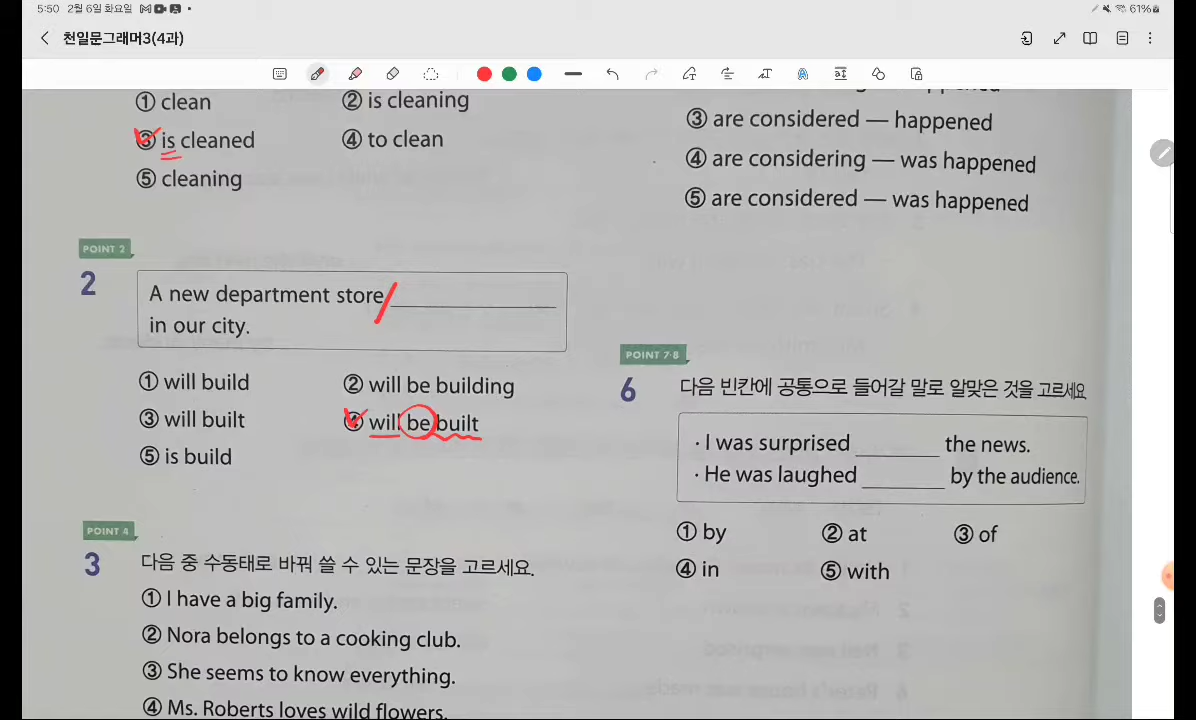 5:50 2월 6일 화요일
61%
천일문그래머3(4과)
① clean
② is cleaning
③ is cleaned
④ to clean
⑤ cleaning
POINT 2
2
A new department store
in our city.
① will build
② will be building
③ will built
④ will be built
⑤ is build
POINT 4
3 다음 중 수동태로 바꿔 쓸 수 있는 문장을 고르세요.
① I have a big family.
② Nora belongs to a cooking club.
③ She seems to know everything.
④ Ms. Roberts loves wild flowers.
③ are considered — happened
④ are considering — was happened
⑤ are considered — was happened
POINT 7·8
6 다음 빈칸에 공통으로 들어갈 말로 알맞은 것을 고르세요
· I was surprised ________ the news.
· He was laughed ________ by the audience.
① by
② at
③ of
④ in
⑤ with